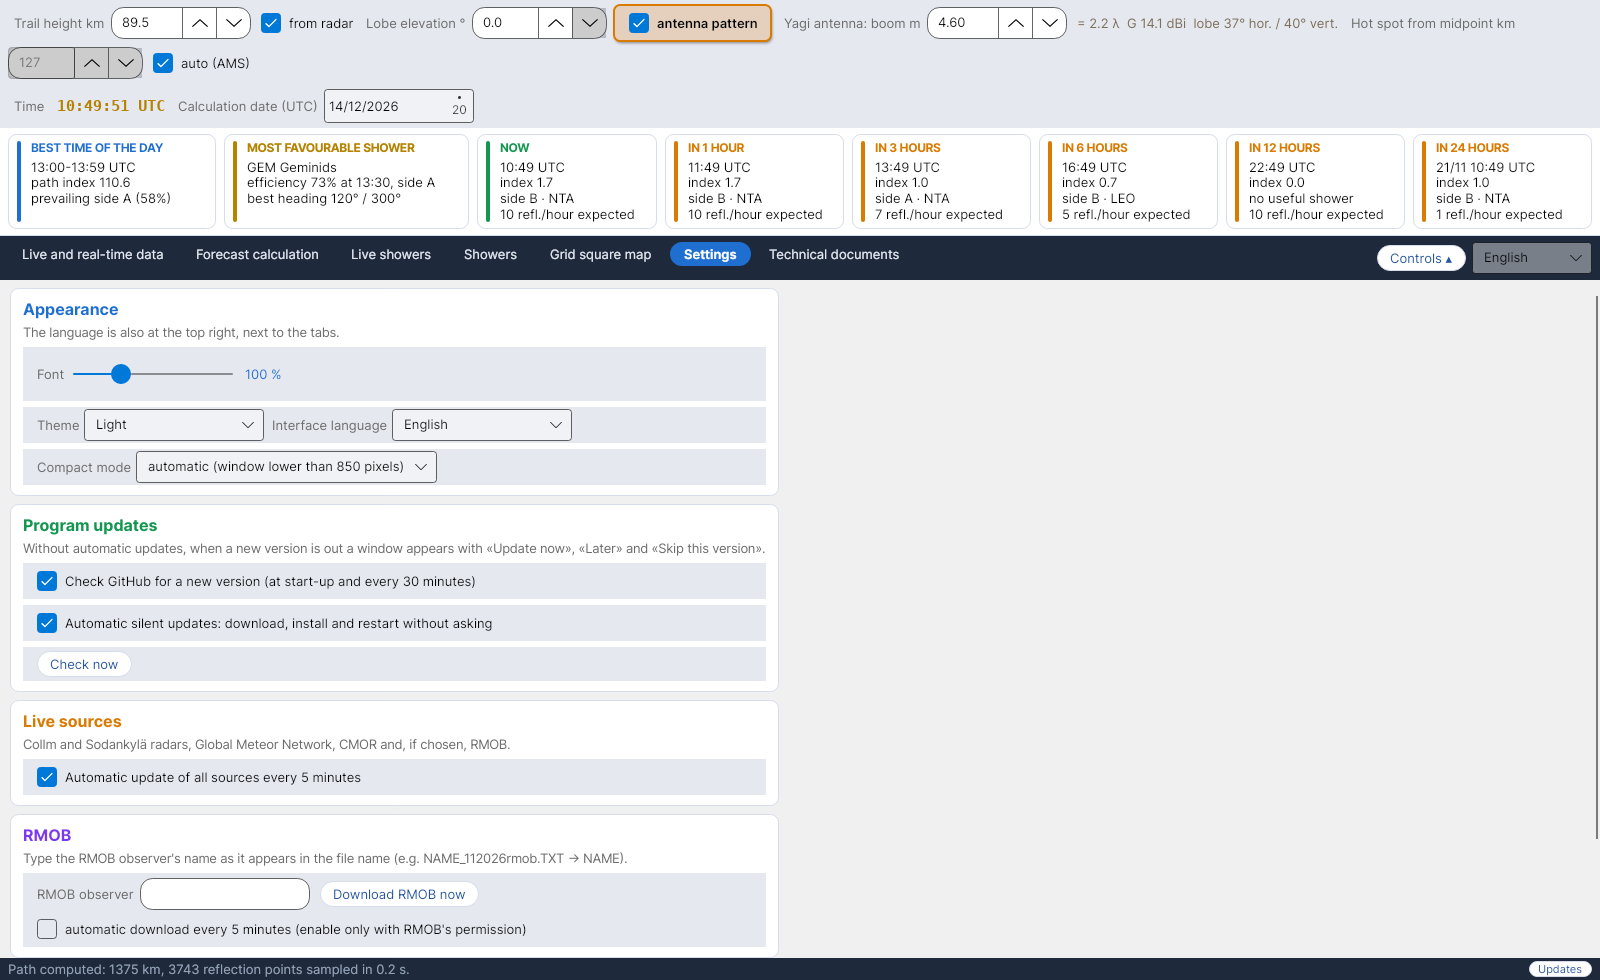 Trail height km 89.5 from radar Lobe elevation ° 0.0 antenna pattern Yagi antenna: boom m 4.60 = 2.2 λ G 14.1 dBi lobe 37° hor. / 40° vert. Hot spot from midpoint km
127 auto (AMS)
Time 10:49:51 UTC Calculation date (UTC) 14/12/2026 20
BEST TIME OF THE DAY
13:00-13:59 UTC
path index 110.6
prevailing side A (58%)
MOST FAVOURABLE SHOWER
GEM Geminids
efficiency 73% at 13:30, side A
best heading 120° / 300°
NOW
10:49 UTC
index 1.7
side B · NTA
10 refl./hour expected
IN 1 HOUR
11:49 UTC
index 1.7
side B · NTA
10 refl./hour expected
IN 3 HOURS
13:49 UTC
index 1.0
side A · NTA
7 refl./hour expected
IN 6 HOURS
16:49 UTC
index 0.7
side B · LEO
5 refl./hour expected
IN 12 HOURS
22:49 UTC
index 0.0
no useful shower
10 refl./hour expected
IN 24 HOURS
21/11 10:49 UTC
index 1.0
side B · NTA
1 refl./hour expected
Live and real-time data Forecast calculation Live showers Showers Grid square map Settings Technical documents Controls ▴ English
Appearance
The language is also at the top right, next to the tabs.
Font 100 %
Theme Light Interface language English
Compact mode automatic (window lower than 850 pixels)
Program updates
Without automatic updates, when a new version is out a window appears with «Update now», «Later» and «Skip this version».
Check GitHub for a new version (at start-up and every 30 minutes)
Automatic silent updates: download, install and restart without asking
Check now
Live sources
Collm and Sodankylä radars, Global Meteor Network, CMOR and, if chosen, RMOB.
Automatic update of all sources every 5 minutes
RMOB
Type the RMOB observer's name as it appears in the file name (e.g. NAME_112026rmob.TXT → NAME).
RMOB observer Download RMOB now
automatic download every 5 minutes (enable only with RMOB's permission)
Path computed: 1375 km, 3743 reflection points sampled in 0.2 s. Updates